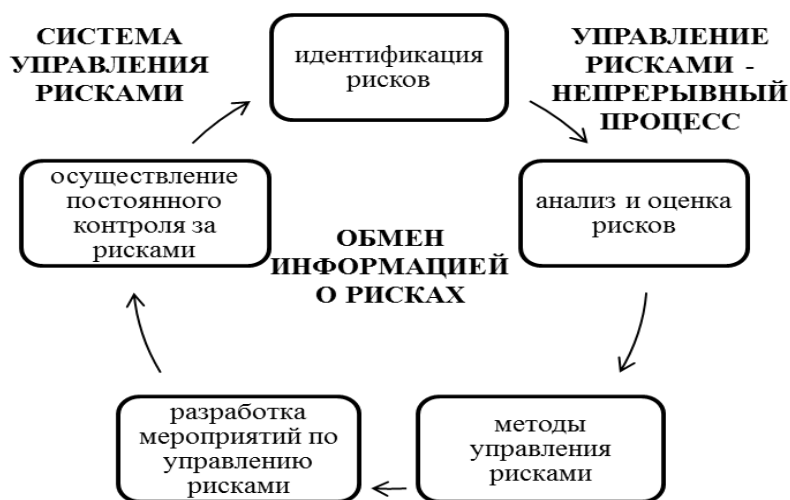 СИСТЕМА
УПРАВЛЕНИЯ
РИСКАМИ
идентификация
рисков
УПРАВЛЕНИЕ
РИСКАМИ -
НЕПРЕРЫВНЫЙ
ПРОЦЕСС
осуществление
постоянного
контроля за
рисками
анализ и оценка
рисков
ОБМЕН
ИНФОРМАЦИЕЙ
О РИСКАХ
разработка
мероприятий по
управлению
рисками
методы
управления
рисками